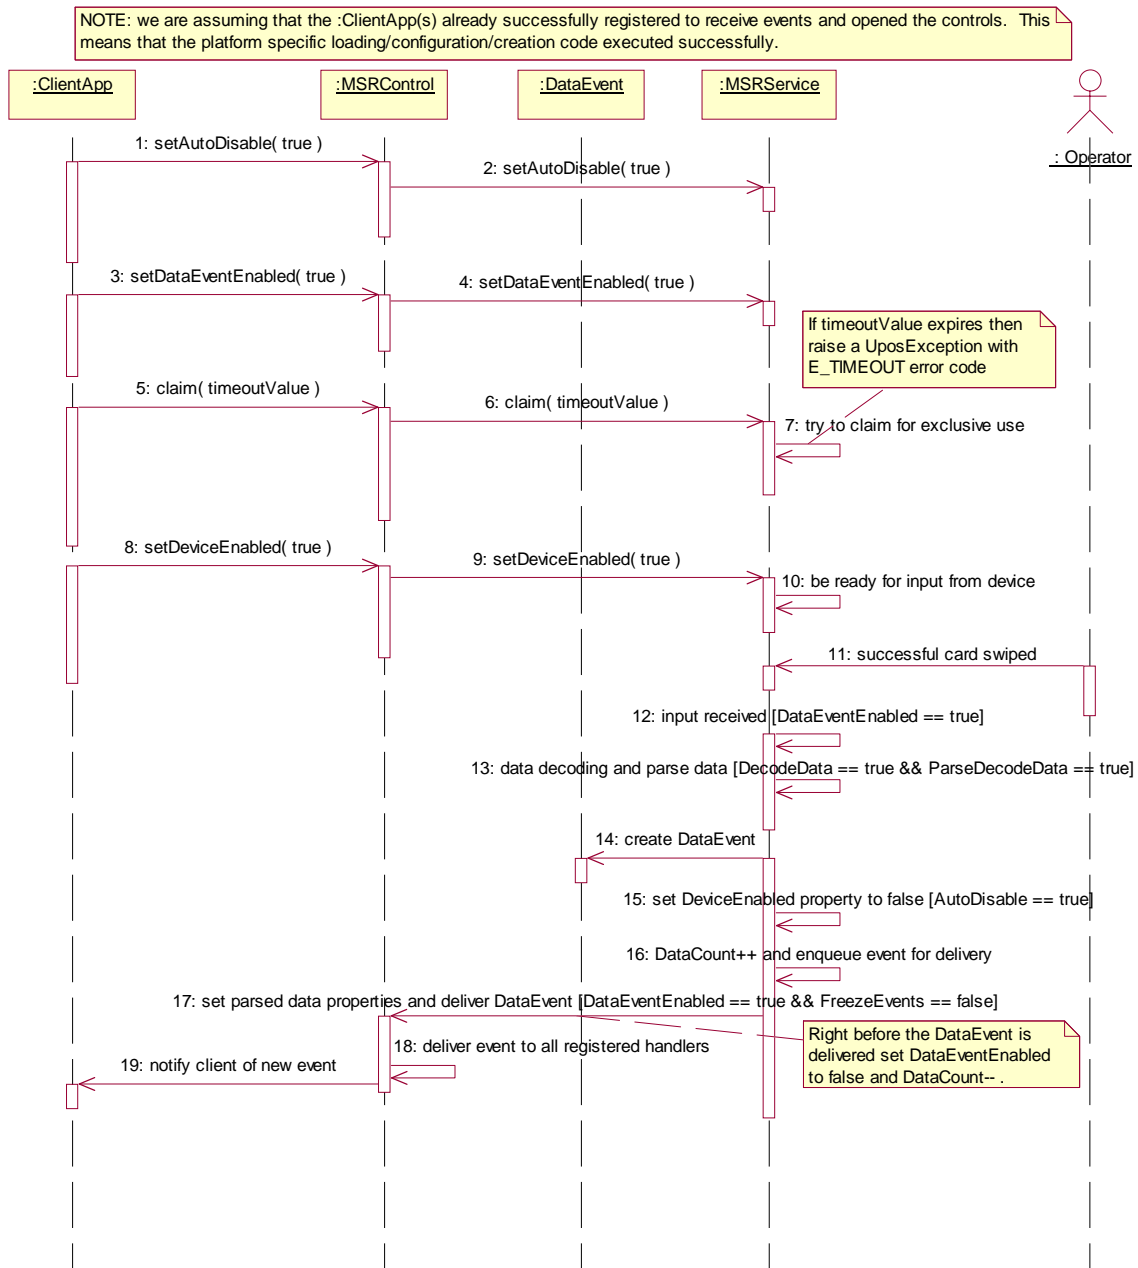 NOTE: we are assuming that the :ClientApp(s) already successfully registered to receive events and opened the controls. This
means that the platform specific loading/configuration/creation code executed successfully.
:ClientApp
:MSRControl
:DataEvent
:MSRService
: Operator
1: setAutoDisable( true )
2: setAutoDisable( true )
3: setDataEventEnabled( true )
4: setDataEventEnabled( true )
If timeoutValue expires then
raise a UposException with
E_TIMEOUT error code
5: claim( timeoutValue )
6: claim( timeoutValue )
7: try to claim for exclusive use
8: setDeviceEnabled( true )
9: setDeviceEnabled( true )
10: be ready for input from device
11: successful card swiped
12: input received [DataEventEnabled == true]
13: data decoding and parse data [DecodeData == true && ParseDecodeData == true]
14: create DataEvent
15: set DeviceEnabled property to false [AutoDisable == true]
16: DataCount++ and enqueue event for delivery
17: set parsed data properties and deliver DataEvent [DataEventEnabled == true && FreezeEvents == false]
Right before the DataEvent is
delivered set DataEventEnabled
to false and DataCount-- .
18: deliver event to all registered handlers
19: notify client of new event